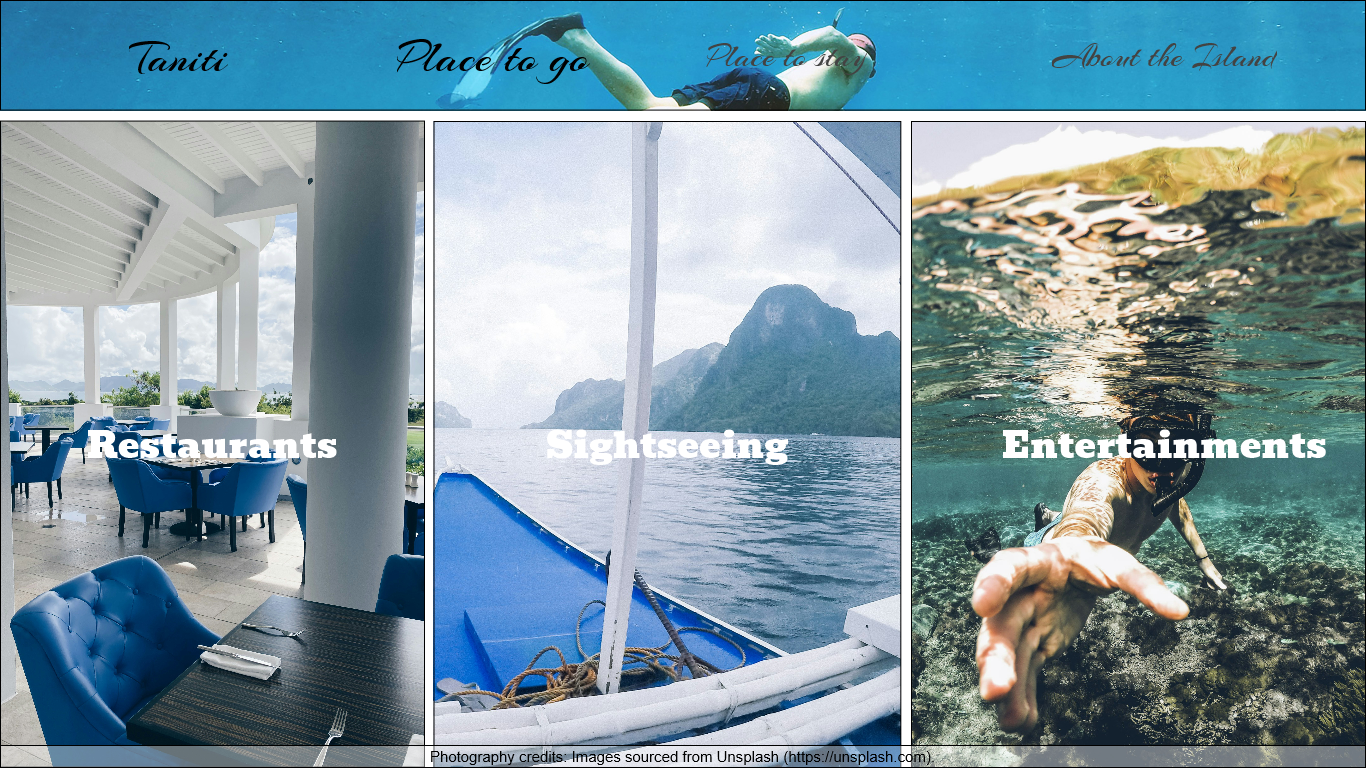 Taniti
Place to go
Place to stay
About the Island
Restaurants
Sightseeing
Entertainments
Photography credits: Images sourced from Unsplash (https://unsplash.com).